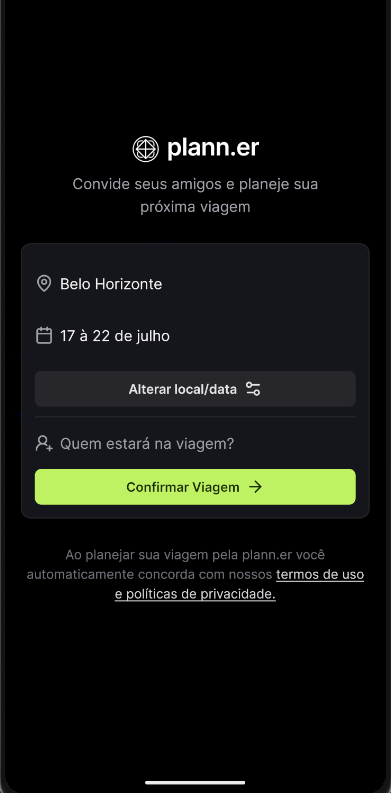 plann.er
Convide seus amigos e planeje sua
próxima viagem
Belo Horizonte
17 à 22 de julho
Alterar local/data
Quem estará na viagem?
Confirmar Viagem
Ao planejar sua viagem pela plann.er você
automaticamente concorda com nossos termos de uso
e políticas de privacidade.